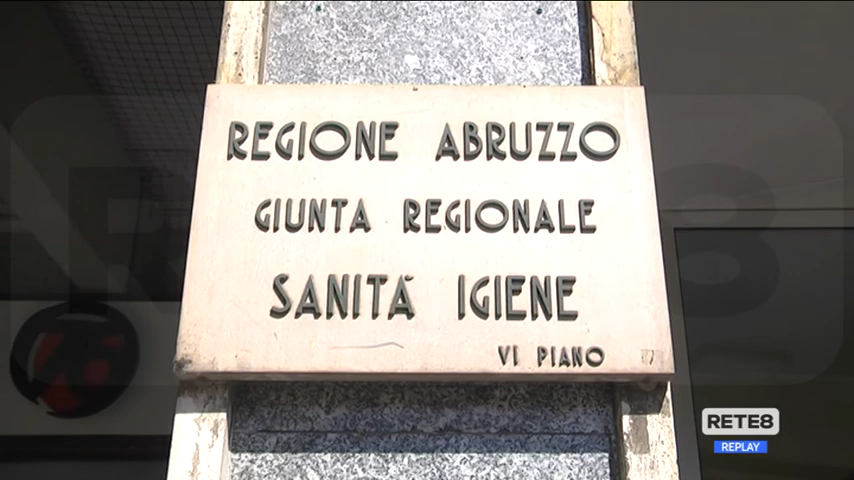 REGIONE ABRUZZO
GIUNTA REGIONALE
SANITÀ IGIENE
VI PIANO
RETE8
REPLAY